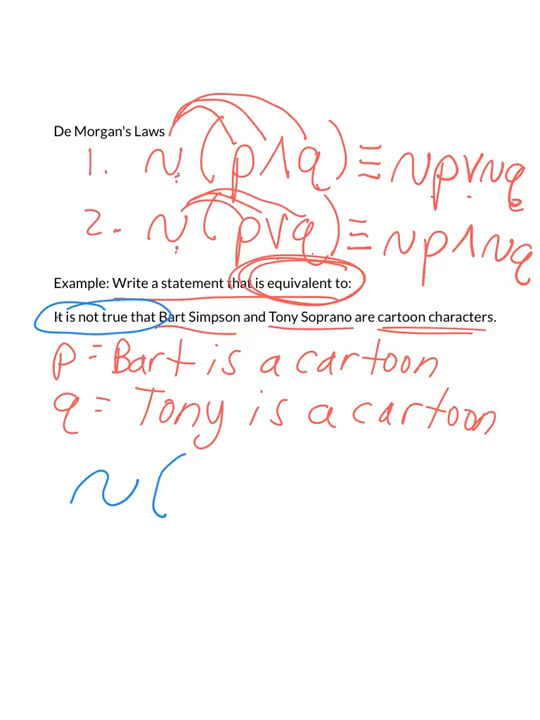 De Morgan's Laws
1. ~(p∧q)≡~p∨~q
2. ~(p∨q)≡~p∧~q
Example: Write a statement that is equivalent to:
It is not true that Bart Simpson and Tony Soprano are cartoon characters.
p = Bart is a cartoon
q = Tony is a cartoon
~(